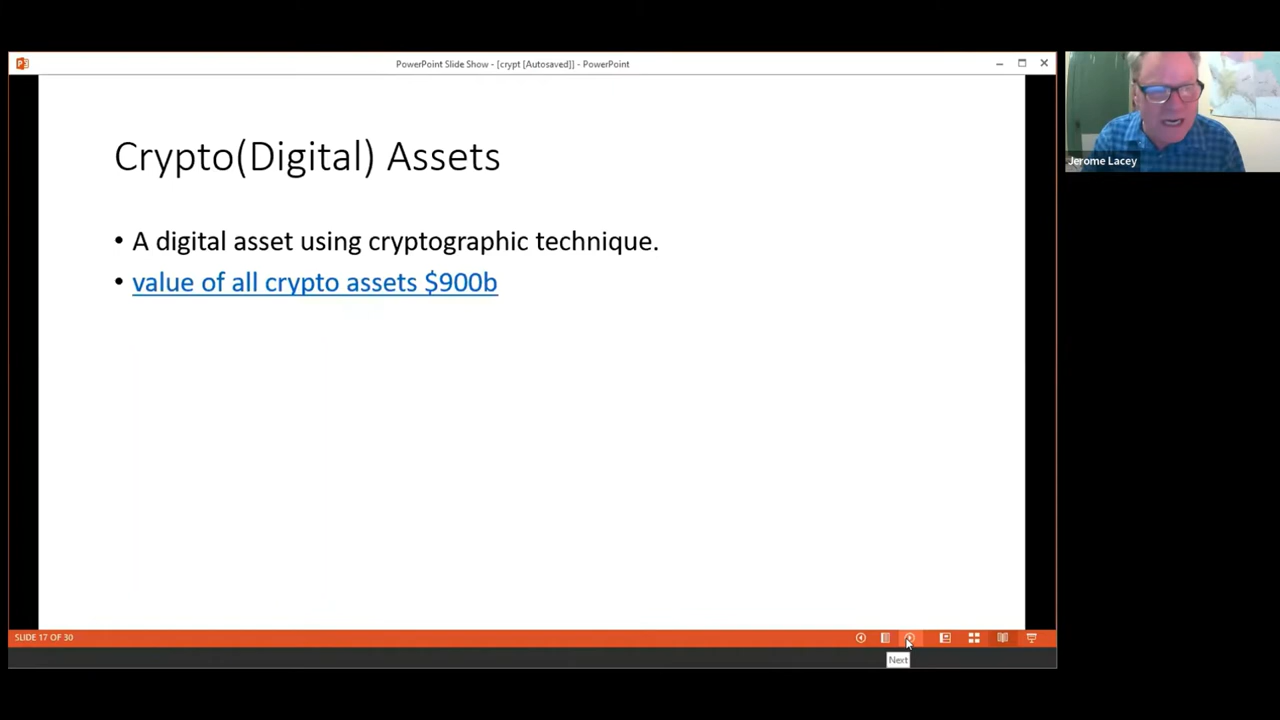 PowerPoint Slide Show - [crypt [Autosaved]] - PowerPoint
Crypto(Digital) Assets
• A digital asset using cryptographic technique.
• value of all crypto assets $900b
Jerome Lacey
SLIDE 17 OF 30
Next